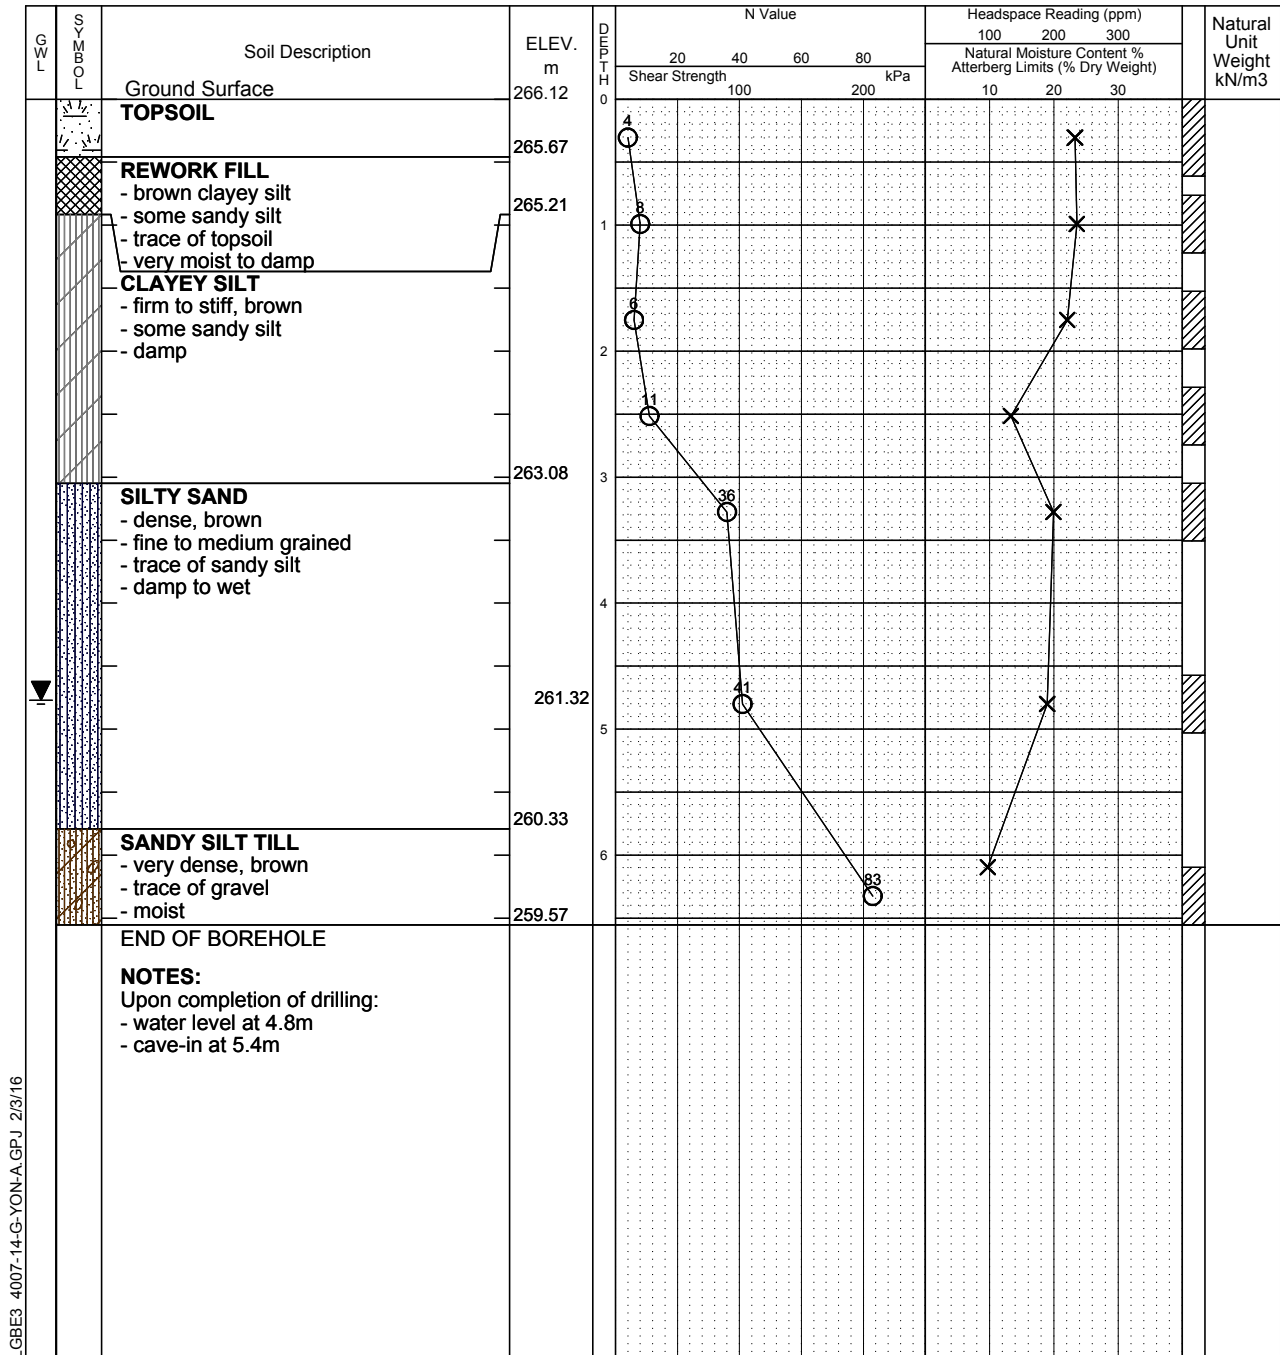 GWL
SYMBOL
Soil Description
ELEV.
m
DEPTH
N Value
20 40 60 80
Shear Strength kPa
100 200
Headspace Reading (ppm)
100 200 300
Natural Moisture Content %
Atterberg Limits (% Dry Weight)
10 20 30
Natural
Unit
Weight
kN/m3
Ground Surface
266.12
0
TOPSOIL
4
265.67
REWORK FILL
- brown clayey silt
- some sandy silt
265.21
8
- trace of topsoil
1
- very moist to damp
CLAYEY SILT
- firm to stiff, brown
6
- some sandy silt
- damp
2
11
263.08
3
SILTY SAND
36
- dense, brown
- fine to medium grained
- trace of sandy silt
- damp to wet
4
261.32
41
5
260.33
SANDY SILT TILL
- very dense, brown
6
- trace of gravel
83
- moist
259.57
END OF BOREHOLE
NOTES:
Upon completion of drilling:
- water level at 4.8m
- cave-in at 5.4m
GBE3 4007-14-G-YON-A.GPJ 2/3/16